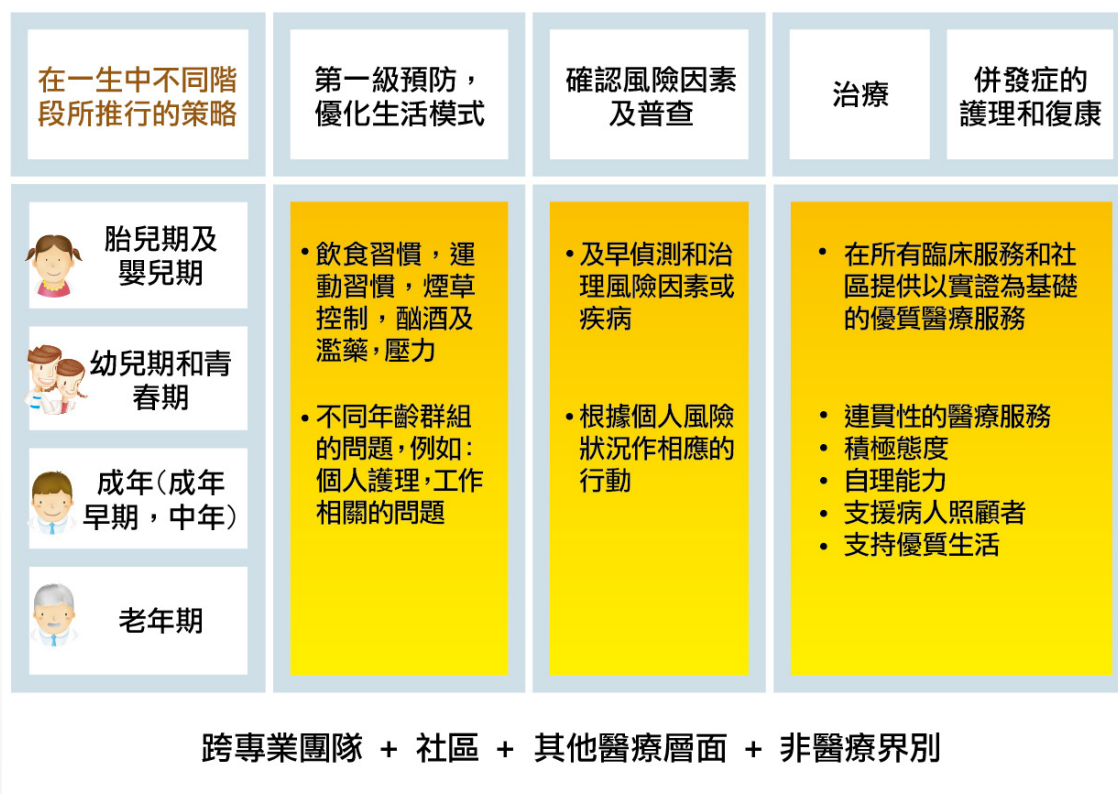 在一生中不同階
段所推行的策略
第一級預防，
優化生活模式
確認風險因素
及普查
治療
併發症的
護理和復康
胎兒期及
嬰兒期
幼兒期和青
春期
成年(成年
早期，中年)
老年期
•飲食習慣，運
動習慣，煙草
控制，酗酒及
濫藥，壓力
•不同年齡群組
的問題，例如：
個人護理，工作
相關的問題
•及早偵測和治
理風險因素或
疾病
•根據個人風險
狀況作相應的
行動
• 在所有臨床服務和社
區提供以實證為基礎
的優質醫療服務
• 連貫性的醫療服務
• 積極態度
• 自理能力
• 支援病人照顧者
• 支持優質生活
跨專業團隊 + 社區 + 其他醫療層面 + 非醫療界別